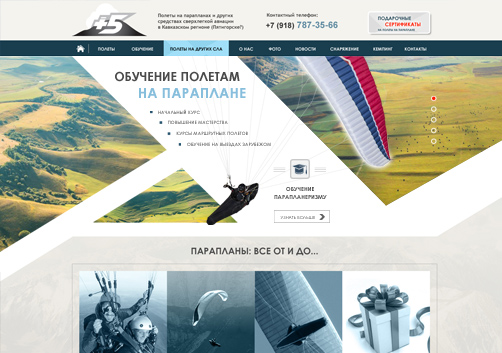 +5
Полеты на парапланах и других
средствах сверхлегкой авиации
в Кавказском регионе (Пятигорск!)
Контактный телефон:
+7 (918) 787-35-66
ПОДАРОЧНЫЕ
СЕРТИФИКАТЫ
НА ПОЛЕТЫ НА ПАРАПЛАНЕ
ПОЛЕТЫ ОБУЧЕНИЕ ПОЛЕТЫ НА ДРУГИХ СЛА О НАС ФОТО НОВОСТИ СНАРЯЖЕНИЕ КЕМПИНГ КОНТАКТЫ
ОБУЧЕНИЕ ПОЛЕТАМ
НА ПАРАПЛАНЕ
НАЧАЛЬНЫЙ КУРС
ПОВЫШЕНИЕ МАСТЕРСТВА
КУРСЫ МАРШРУТНЫХ ПОЛЕТОВ
ОБУЧЕНИЕ НА ВЫЕЗДАХ ЗАРУБЕЖОМ
ОБУЧЕНИЕ
ПАРАПЛАНЕРИЗМУ
УЗНАТЬ БОЛЬШЕ
ПАРАПЛАНЫ: ВСЕ ОТ И ДО...